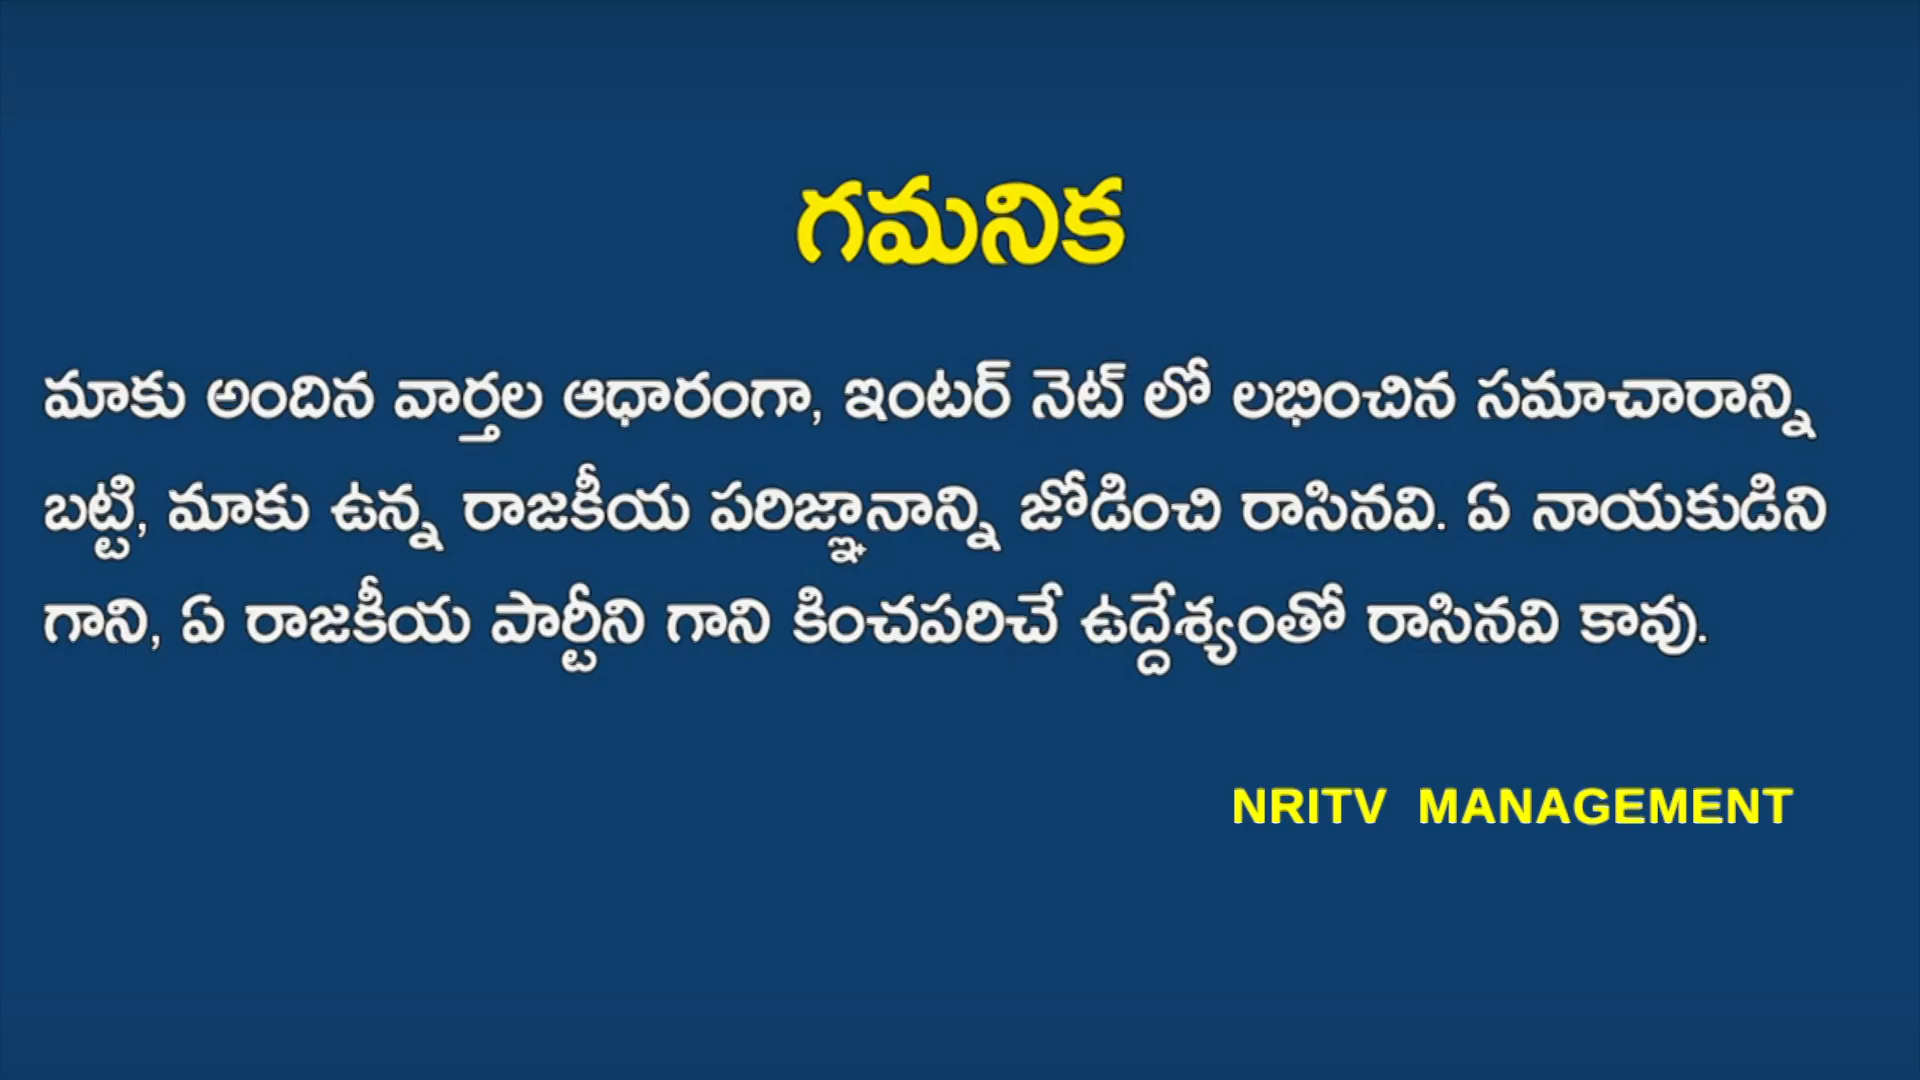 గమనిక
మాకు అందిన వార్తల ఆధారంగా, ఇంటర్ నెట్ లో లభించిన సమాచారాన్ని
బట్టి, మాకు ఉన్న రాజకీయ పరిజ్ఞానాన్ని జోడించి రాసినవి. ఏ నాయకుడిని
గాని, ఏ రాజకీయ పార్టీని గాని కించపరిచే ఉద్దేశ్యంతో రాసినవి కావు.
NRITV MANAGEMENT